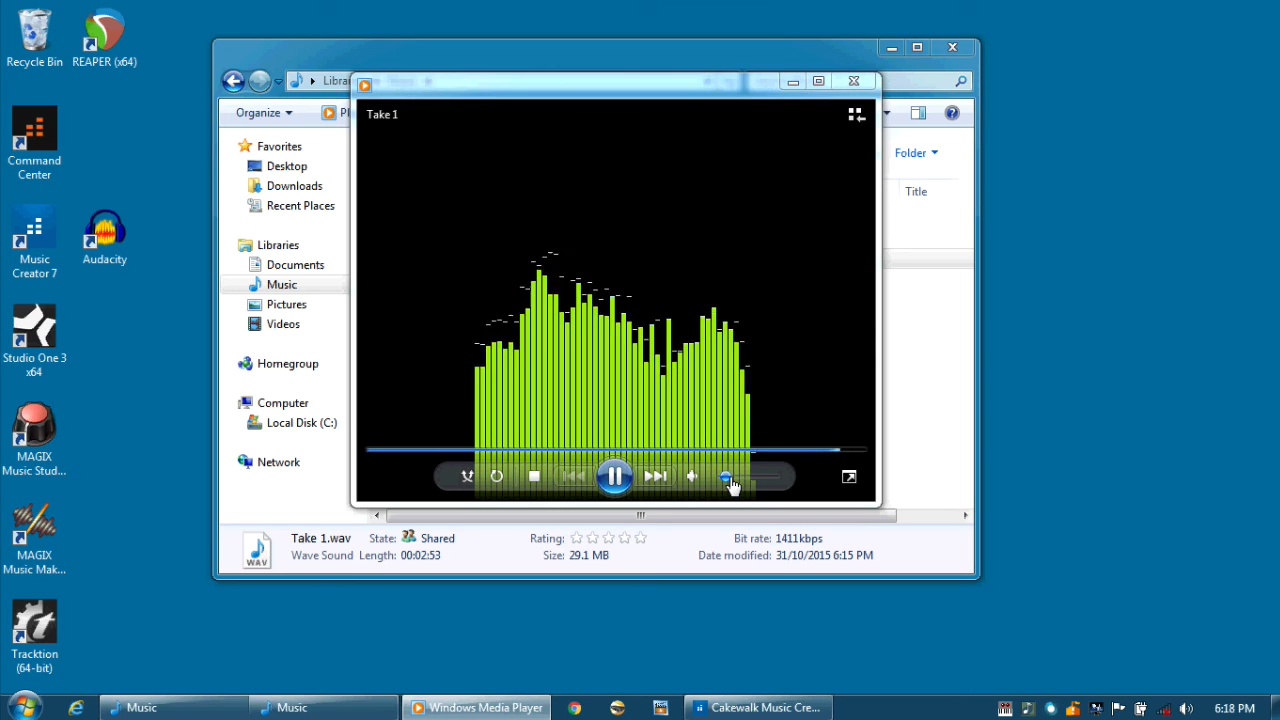 Recycle Bin
REAPER (x64)
Command
Center
Music
Creator 7
Audacity
Studio One 3
x64
MAGIX
Music Stud...
MAGIX
Music Mak...
Tracktion
(64-bit)
Organize
Favorites
Desktop
Downloads
Recent Places
Libraries
Documents
Music
Pictures
Videos
Homegroup
Computer
Local Disk (C:)
Network
Take 1
Folder
Title
Take 1.wav State: Shared Rating: Bit rate: 1411kbps
Wave Sound Length: 00:02:53 Size: 29.1 MB Date modified: 31/10/2015 6:15 PM
WAV
Music Music Windows Media Player Cakewalk Music Cre... 6:18 PM